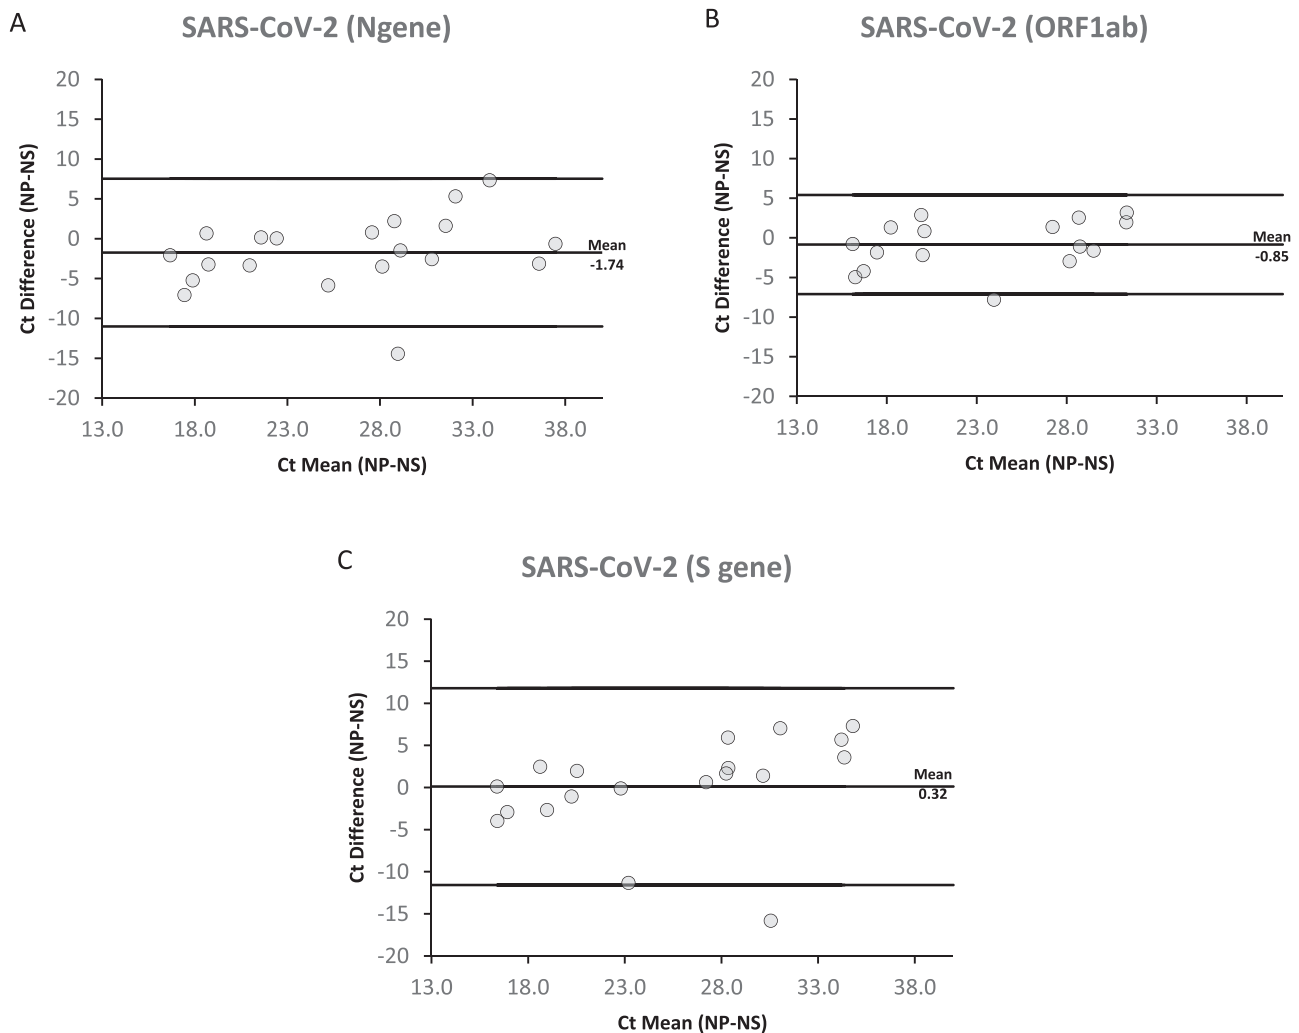 A
SARS-CoV-2 (Ngene)
20
15
10
5
0
-5
-10
-15
-20
Ct Difference (NP-NS)
Mean
-1.74
13.0 18.0 23.0 28.0 33.0 38.0
Ct Mean (NP-NS)
B
SARS-CoV-2 (ORF1ab)
20
15
10
5
0
-5
-10
-15
-20
Ct Difference (NP-NS)
Mean
-0.85
13.0 18.0 23.0 28.0 33.0 38.0
Ct Mean (NP-NS)
C
SARS-CoV-2 (S gene)
20
15
10
5
0
-5
-10
-15
-20
Ct Difference (NP-NS)
Mean
0.32
13.0 18.0 23.0 28.0 33.0 38.0
Ct Mean (NP-NS)